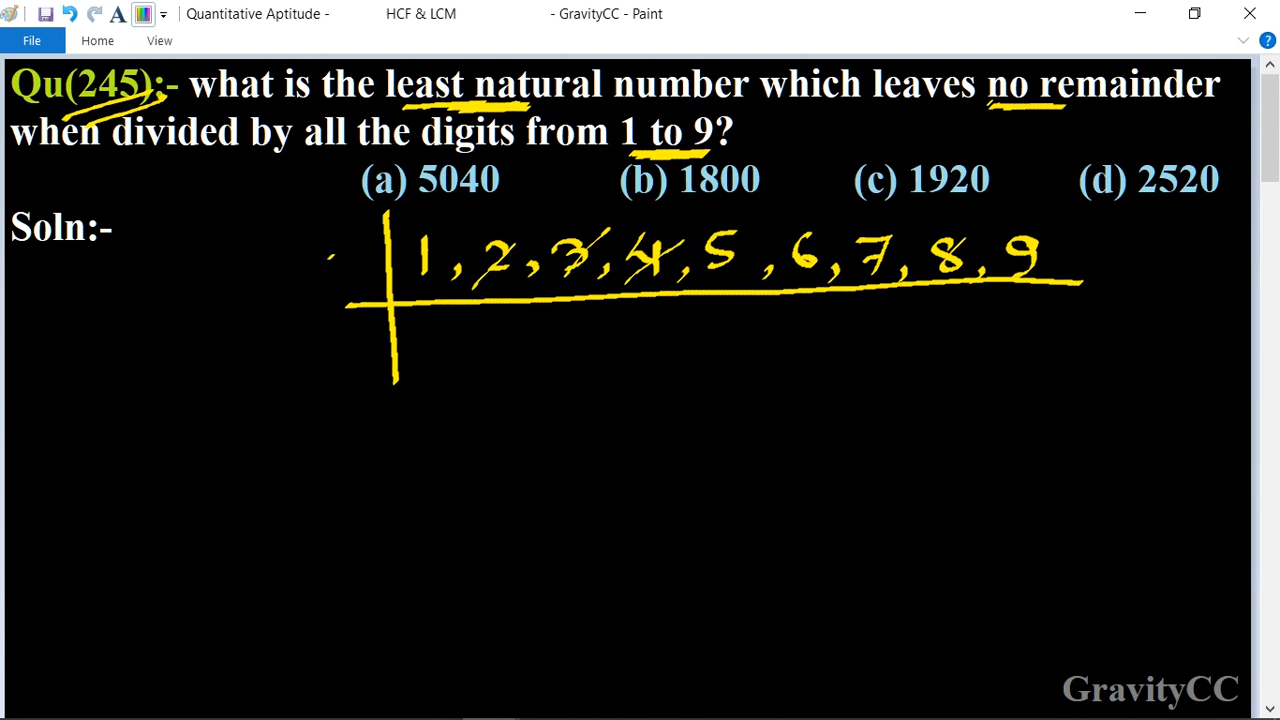 Quantitative Aptitude - HCF & LCM - GravityCC - Paint
File Home View
Qu(245):- what is the least natural number which leaves no remainder
when divided by all the digits from 1 to 9?
(a) 5040 (b) 1800 (c) 1920 (d) 2520
Soln:-
1, 2, 3, 4, 5, 6, 7, 8, 9
GravityCC